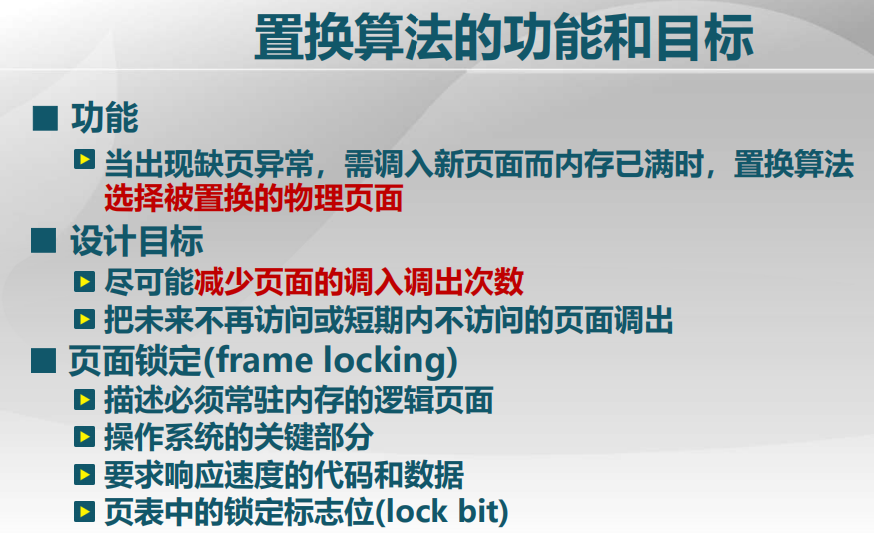 置换算法的功能和目标
功能
当出现缺页异常，需调入新页面而内存已满时，置换算法
选择被置换的物理页面
设计目标
尽可能减少页面的调入调出次数
把未来不再访问或短期内不访问的页面调出
页面锁定(frame locking)
描述必须常驻内存的逻辑页面
操作系统的关键部分
要求响应速度的代码和数据
页表中的锁定标志位(lock bit)